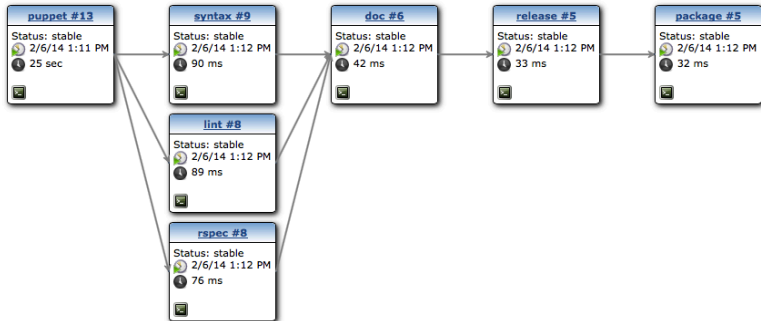 puppet #13
Status: stable
2/6/14 1:11 PM
25 sec
syntax #9
Status: stable
2/6/14 1:12 PM
90 ms
lint #8
Status: stable
2/6/14 1:12 PM
89 ms
rspec #8
Status: stable
2/6/14 1:12 PM
76 ms
doc #6
Status: stable
2/6/14 1:12 PM
42 ms
release #5
Status: stable
2/6/14 1:12 PM
33 ms
package #5
Status: stable
2/6/14 1:12 PM
32 ms